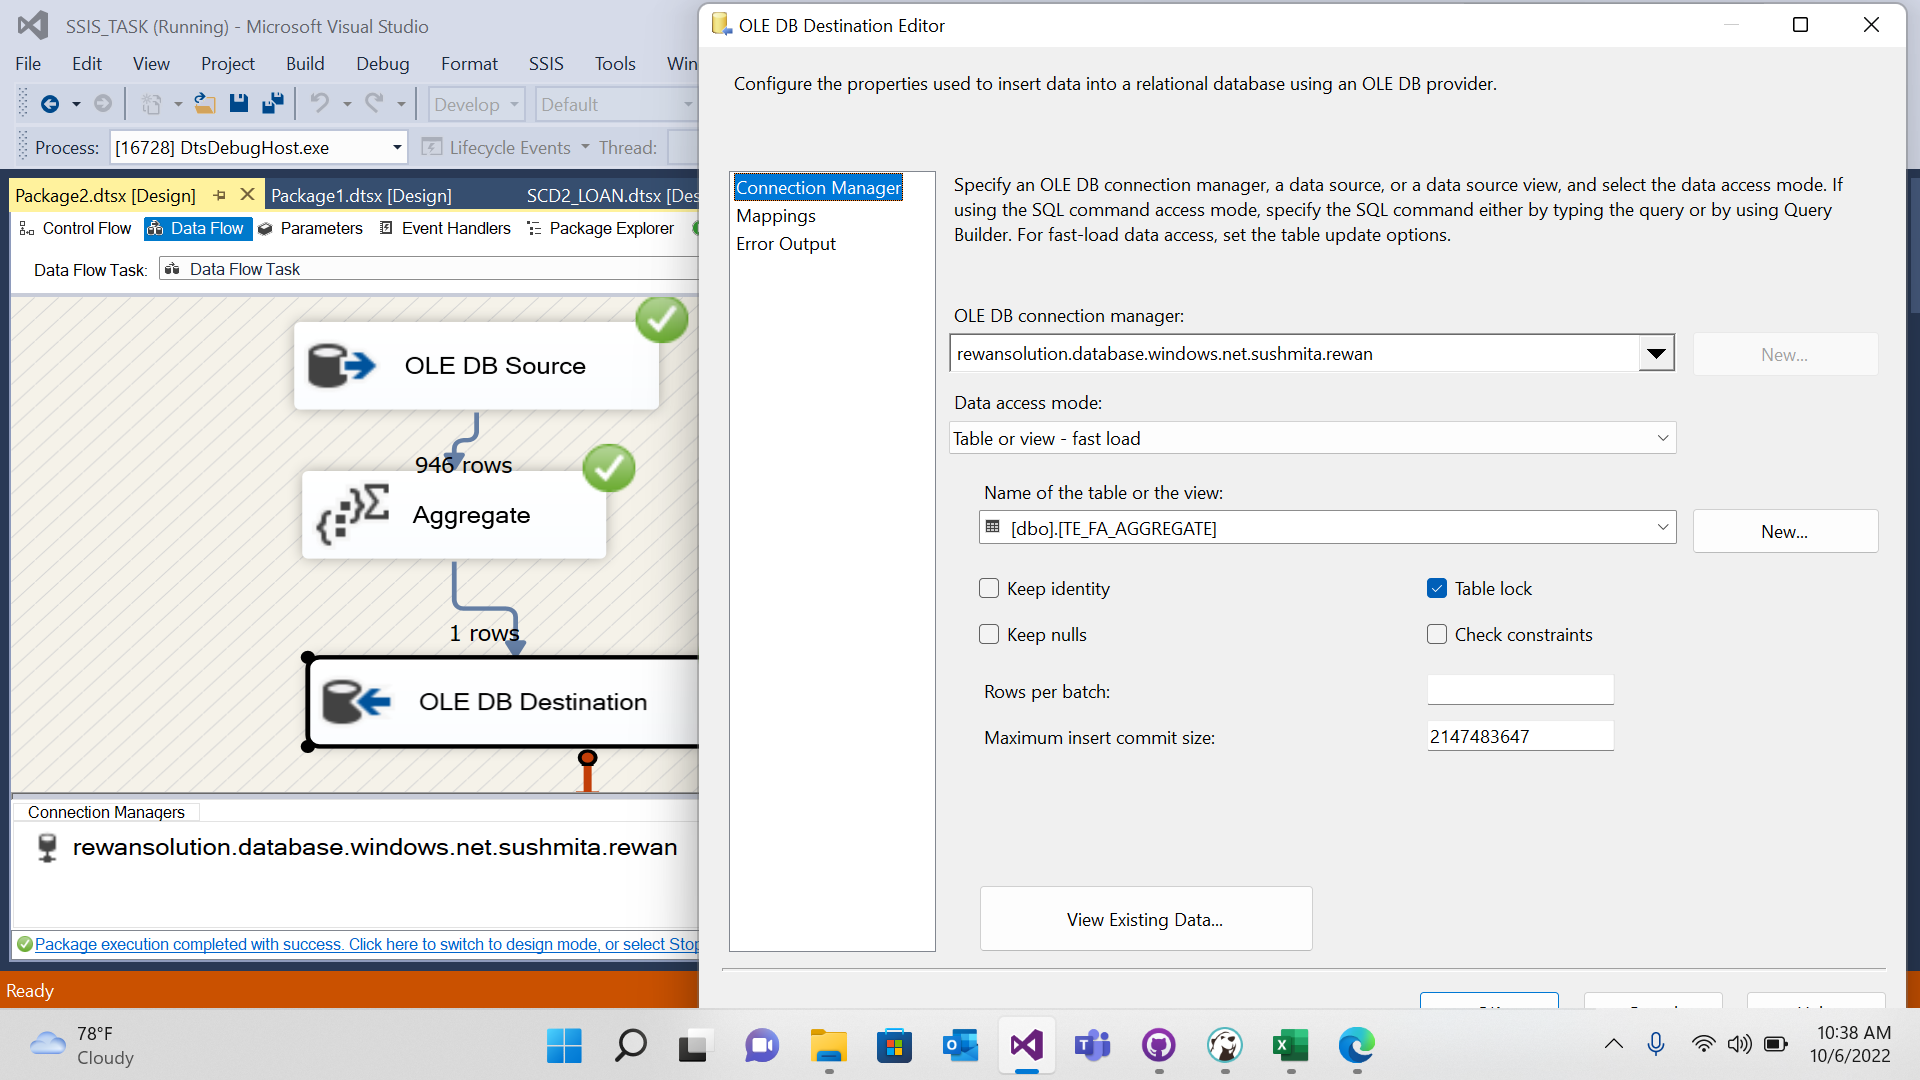 SSIS_TASK (Running) - Microsoft Visual Studio
File Edit View Project Build Debug Format SSIS Tools Win
Develop Default
Process: [16728] DtsDebugHost.exe Lifecycle Events Thread:
Package2.dtsx [Design] Package1.dtsx [Design] SCD2_LOAN.dtsx [Des
Control Flow Data Flow Parameters Event Handlers Package Explorer
Data Flow Task: Data Flow Task
OLE DB Source
946 rows
Aggregate
1 rows
OLE DB Destination
Connection Managers
rewansolution.database.windows.net.sushmita.rewan
Package execution completed with success. Click here to switch to design mode, or select Stop
Ready
OLE DB Destination Editor
Configure the properties used to insert data into a relational database using an OLE DB provider.
Connection Manager
Mappings
Error Output
Specify an OLE DB connection manager, a data source, or a data source view, and select the data access mode. If
using the SQL command access mode, specify the SQL command either by typing the query or by using Query
Builder. For fast-load data access, set the table update options.
OLE DB connection manager:
rewansolution.database.windows.net.sushmita.rewan New...
Data access mode:
Table or view - fast load
Name of the table or the view:
[dbo].[TE_FA_AGGREGATE] New...
Keep identity Table lock
Keep nulls Check constraints
Rows per batch:
Maximum insert commit size: 2147483647
View Existing Data...
78°F
Cloudy
10:38 AM
10/6/2022